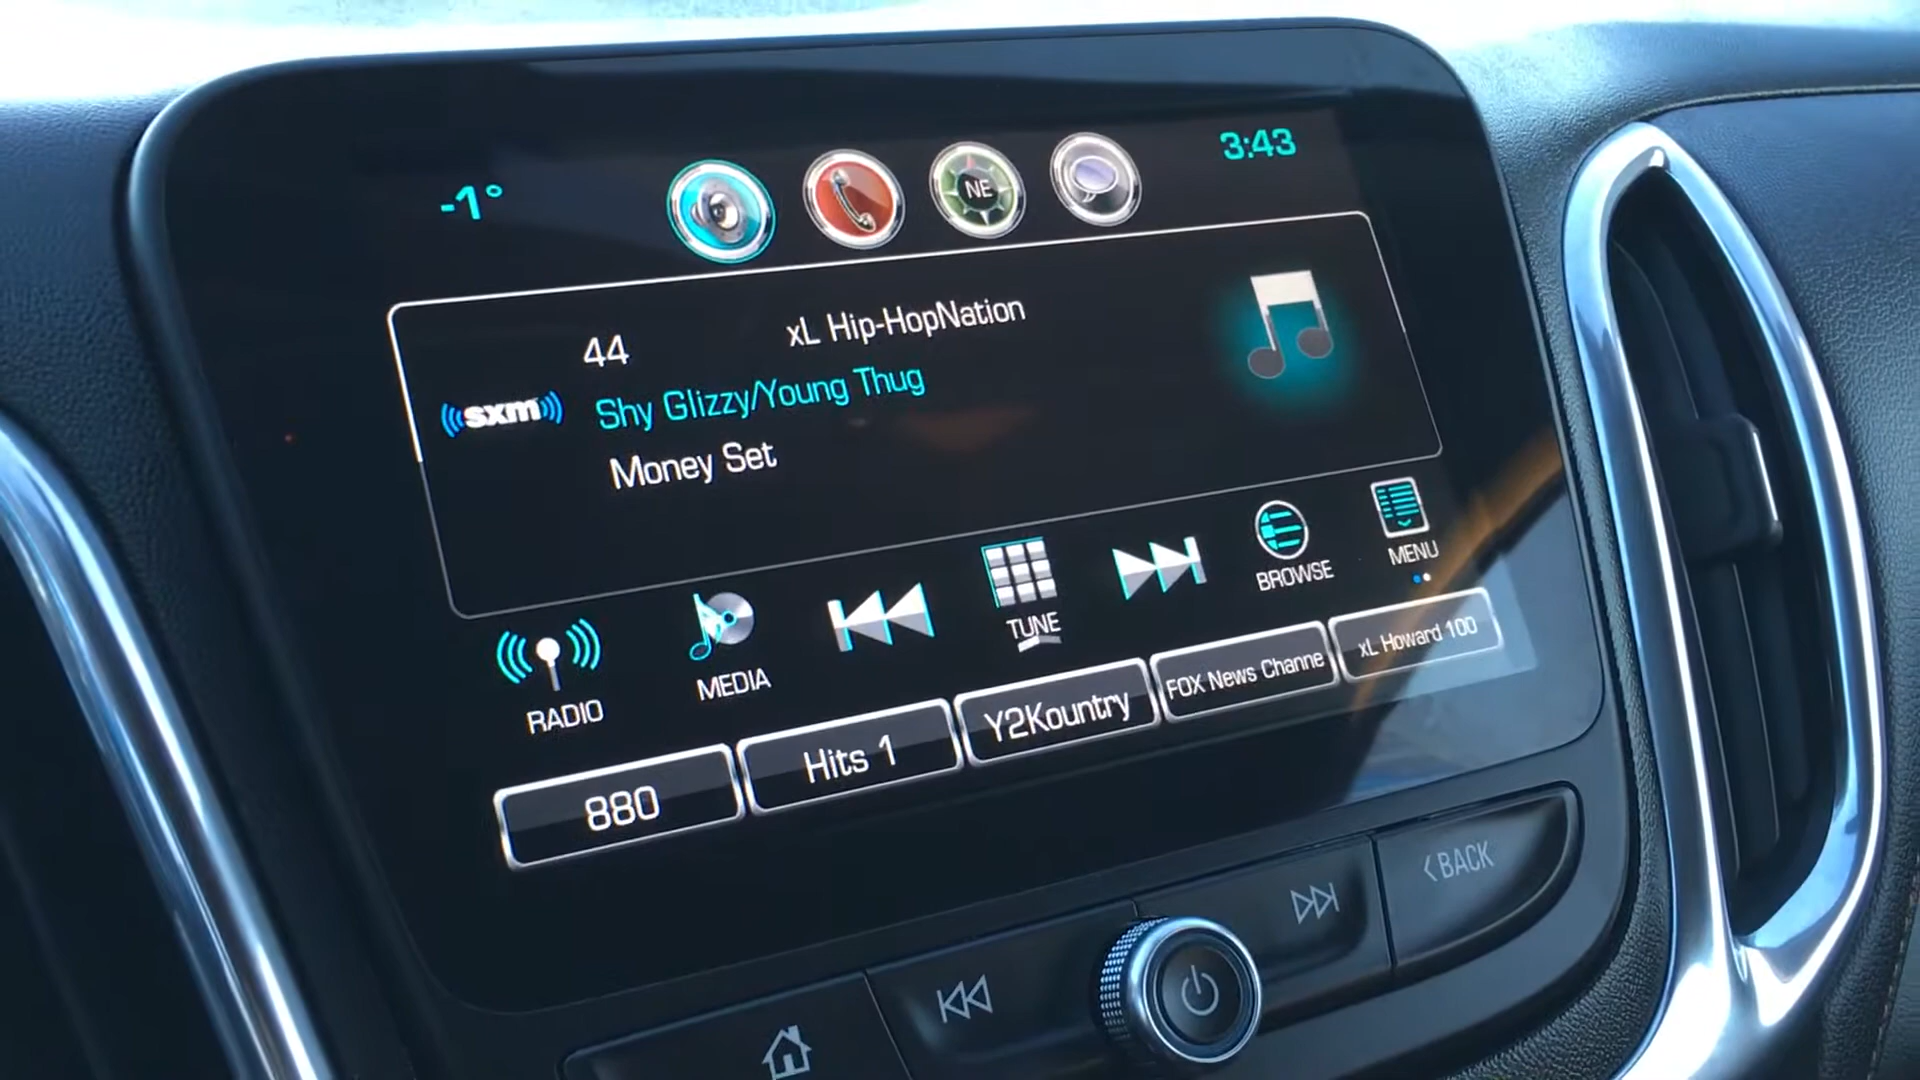 -1°
NE
3:43
44
xL Hip-HopNation
sxm
Shy Glizzy/Young Thug
Money Set
RADIO
MEDIA
TUNE
BROWSE
MENU
880
Hits 1
Y2Kountry
FOX News Channe
xL Howard 100
BACK